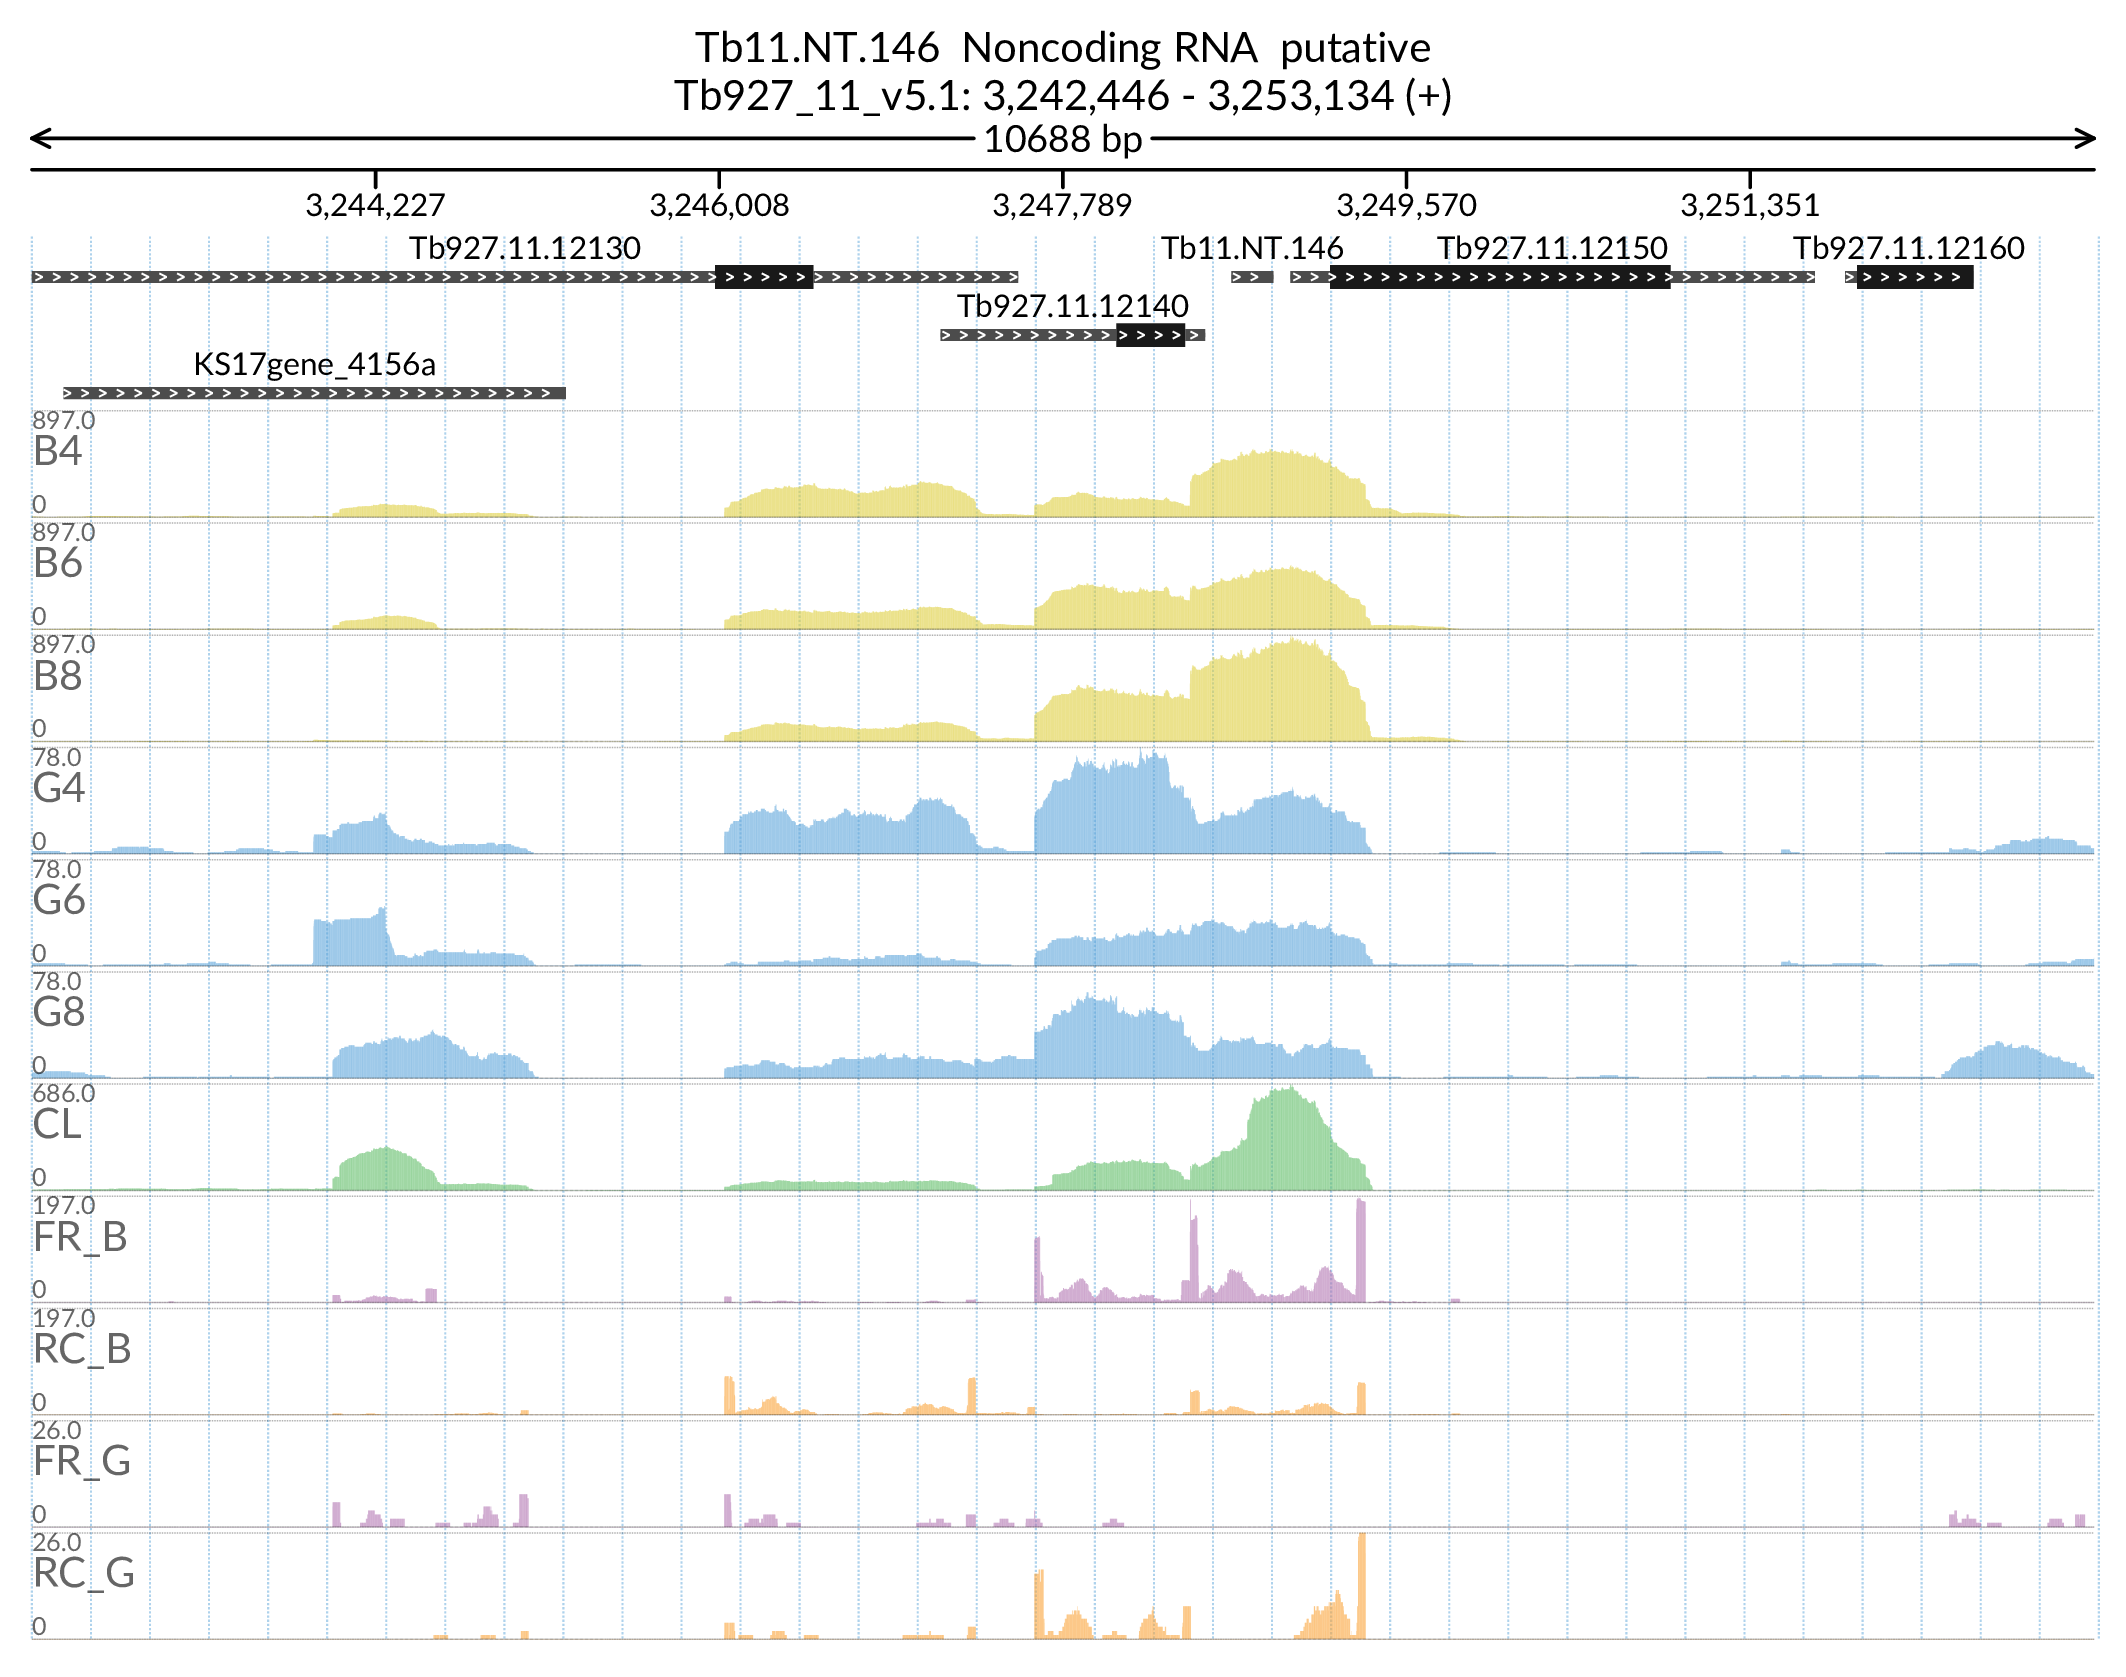 Tb11.NT.146 Noncoding RNA putative
Tb927_11_v5.1: 3,242,446 - 3,253,134 (+)
10688 bp
3,244,227 3,246,008 3,247,789 3,249,570 3,251,351
Tb927.11.12130 Tb11.NT.146 Tb927.11.12150 Tb927.11.12160
Tb927.11.12140
KS17gene_4156a
897.0
B4
0
897.0
B6
0
897.0
B8
0
78.0
G4
0
78.0
G6
0
78.0
G8
0
686.0
CL
0
197.0
FR_B
0
197.0
RC_B
0
26.0
FR_G
0
26.0
RC_G
0